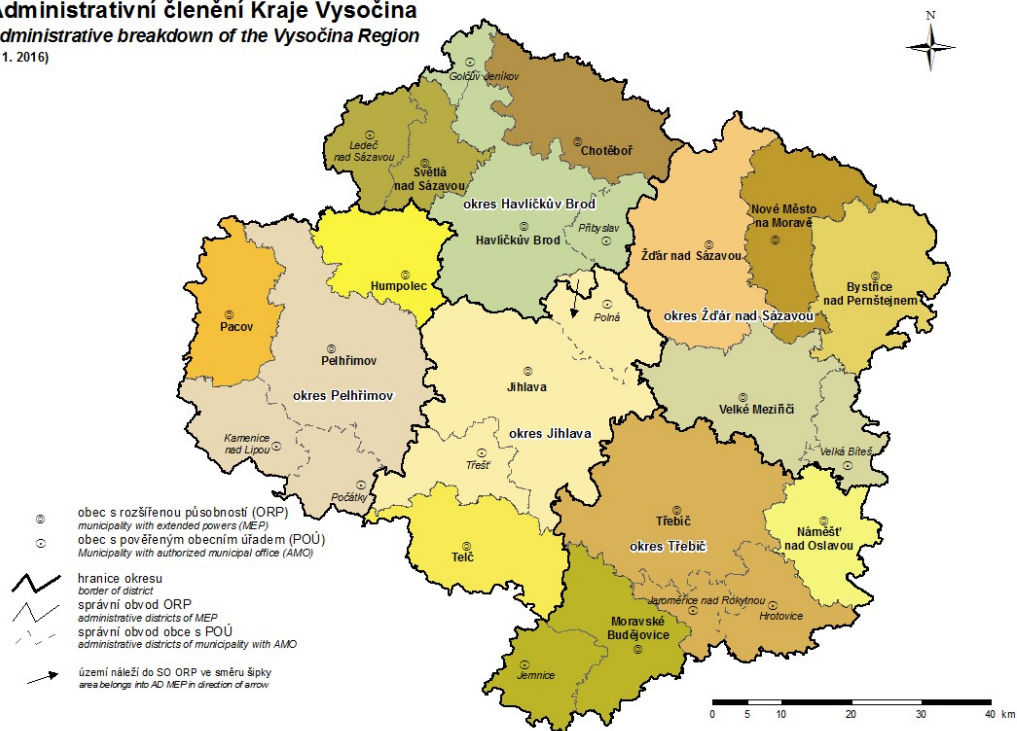 Administrativní členění Kraje Vysočina
dministrative breakdown of the Vysočina Region
1. 2016)
N
Golčův Jeníkov
Ledeč
nad Sázavou
Světlá
nad Sázavou
Chotěboř
okres Havlíčkův Brod
Havlíčkův Brod
Přibyslav
Nové Město
na Moravě
Žďár nad Sázavou
Bystřice
nad Pernštejnem
okres Žďár nad Sázavou
Humpolec
Pacov
Polná
Pelhřimov
okres Pelhřimov
Jihlava
okres Jihlava
Velké Meziříčí
Velká Bíteš
Kamenice
nad Lipou
Třešť
Počátky
Telč
Třebíč
okres Třebíč
Náměšť
nad Oslavou
Jaroměřice nad Rokytnou
Hrotovice
Moravské
Budějovice
Jemnice
obec s rozšířenou působností (ORP)
municipality with extended powers (MEP)
obec s pověřeným obecním úřadem (POÚ)
Municipality with authorized municipal office (AMO)
hranice okresu
border of district
správní obvod ORP
administrative districts of MEP
správní obvod obce s POÚ
administrative districts of municipality with AMO
území náleží do SO ORP ve směru šipky
area belongs into AD MEP in direction of arrow
0 5 10 20 30 40 km